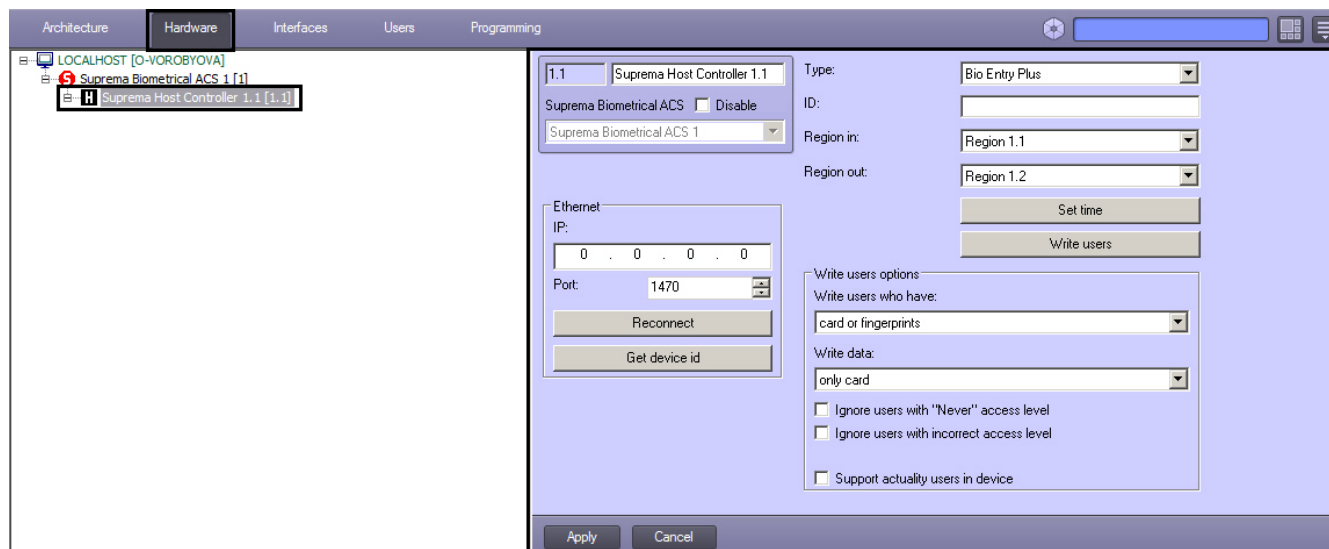 Architecture Hardware Interfaces Users Programming
LOCALHOST [O-VOROBYOVA]
S Suprema Biometrical ACS 1 [1]
H Suprema Host Controller 1.1 [1.1]
1.1 Suprema Host Controller 1.1
Suprema Biometrical ACS Disable
Suprema Biometrical ACS 1
Ethernet
IP:
0 . 0 . 0 . 0
Port: 1470
Reconnect
Get device id
Type: Bio Entry Plus
ID:
Region in: Region 1.1
Region out: Region 1.2
Set time
Write users
Write users options
Write users who have:
card or fingerprints
Write data:
only card
Ignore users with "Never" access level
Ignore users with incorrect access level
Support actuality users in device
Apply Cancel